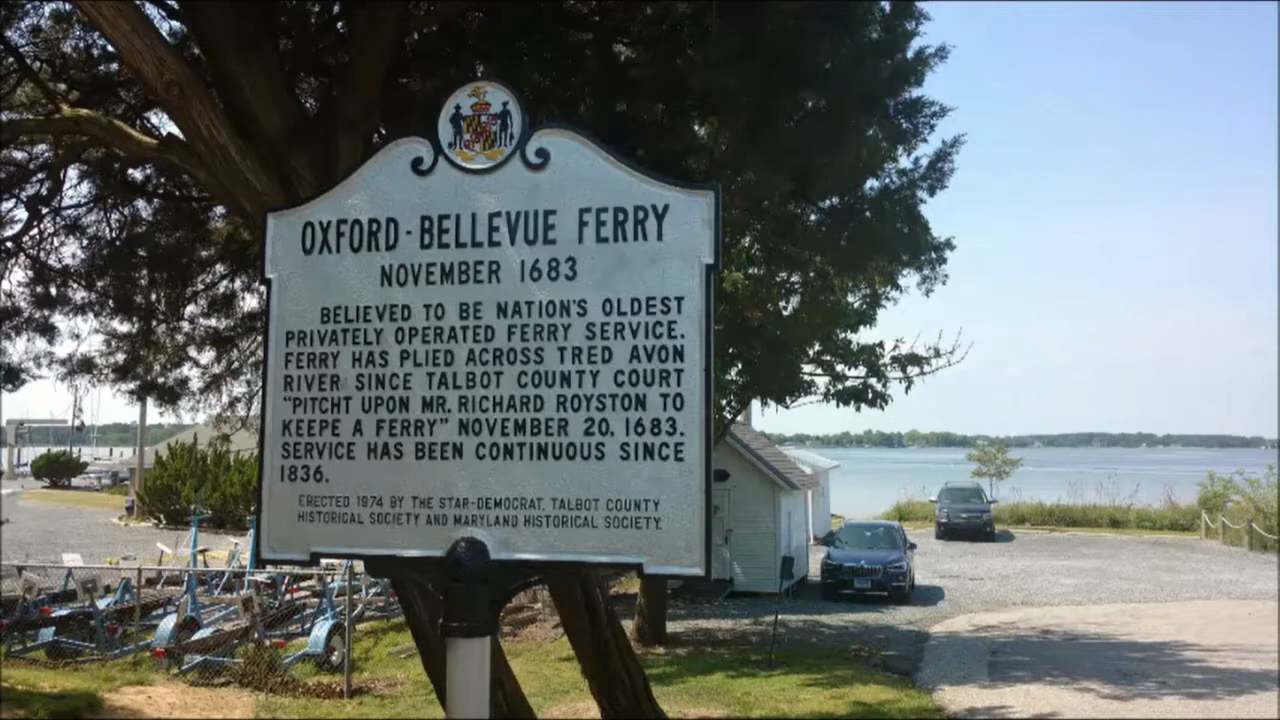 OXFORD-BELLEVUE FERRY
NOVEMBER 1683
BELIEVED TO BE NATION'S OLDEST
PRIVATELY OPERATED FERRY SERVICE.
FERRY HAS PLIED ACROSS TRED AVON
RIVER SINCE TALBOT COUNTY COURT
"PITCHT UPON MR. RICHARD ROYSTON TO
KEEPE A FERRY" NOVEMBER 20, 1683.
SERVICE HAS BEEN CONTINUOUS SINCE
1836.
ERECTED 1974 BY THE STAR-DEMOCRAT, TALBOT COUNTY
HISTORICAL SOCIETY AND MARYLAND HISTORICAL SOCIETY.